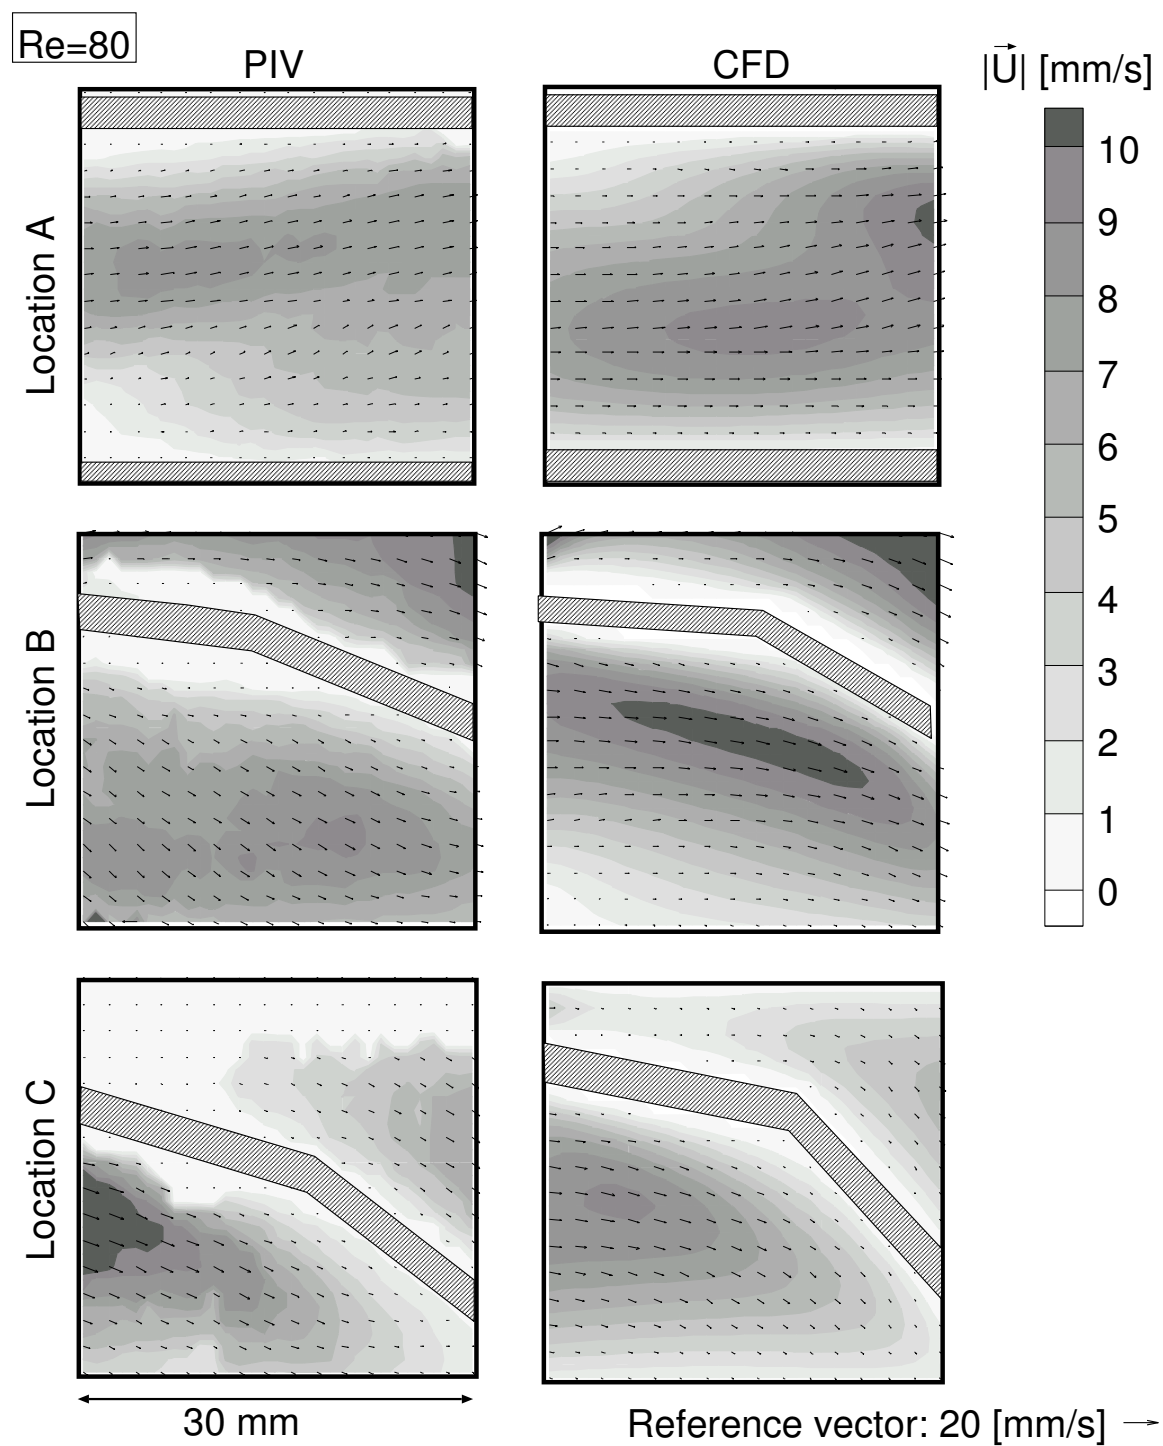 Re=80
PIV
CFD
|U⃗| [mm/s]
Location A
10
9
8
7
6
5
4
3
2
1
0
Location B
Location C
30 mm
Reference vector: 20 [mm/s]